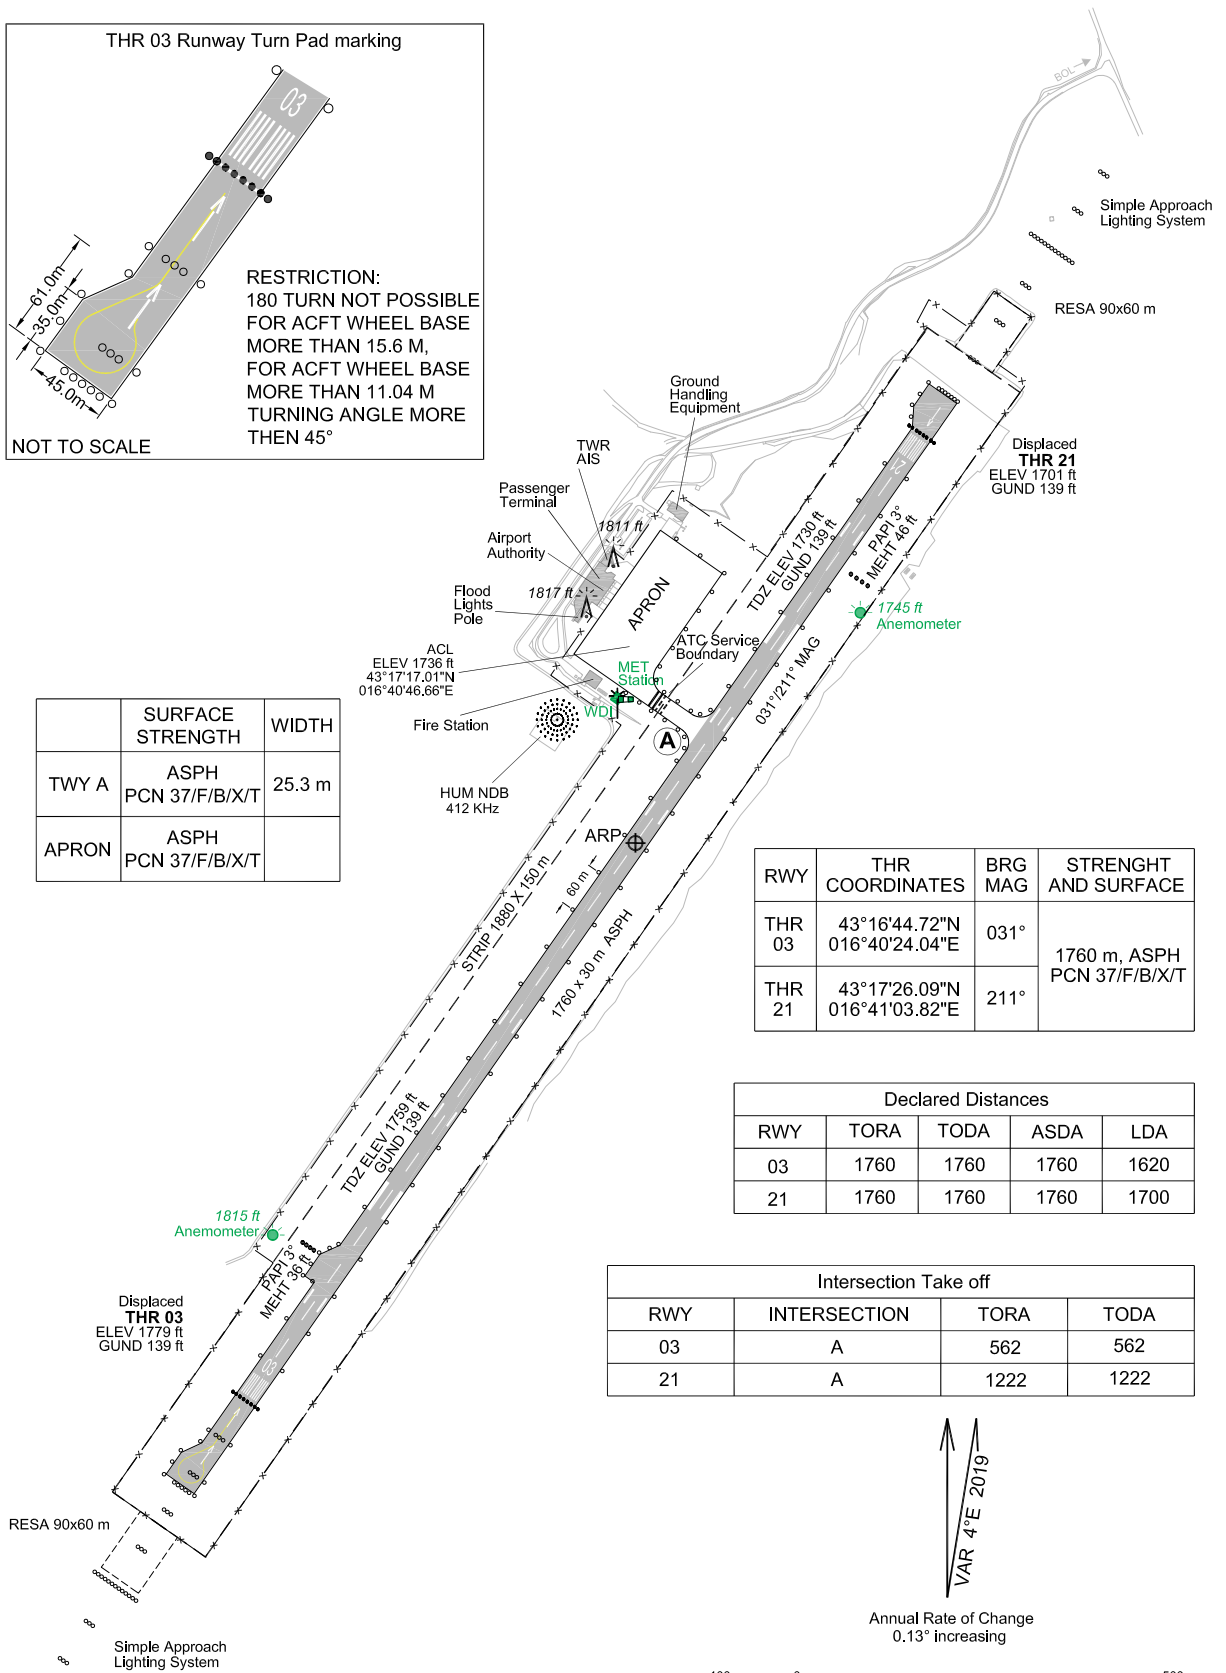 THR 03 Runway Turn Pad marking
03
61.0m
35.0m
45.0m
RESTRICTION:
180 TURN NOT POSSIBLE
FOR ACFT WHEEL BASE
MORE THAN 15.6 M,
FOR ACFT WHEEL BASE
MORE THAN 11.04 M
TURNING ANGLE MORE
THEN 45°
NOT TO SCALE
BOL
Simple Approach
Lighting System
RESA 90x60 m
Ground
Handling
Equipment
TWR
AIS
Passenger
Terminal
1811 ft
Airport
Authority
1817 ft
Flood
Lights
Pole
APRON
Displaced
THR 21
ELEV 1701 ft
GUND 139 ft
21
TDZ ELEV 1730 ft
GUND 139 ft
PAPI 3°
MEHT 46 ft
1745 ft
Anemometer
ACL
ELEV 1736 ft
43°17'17.01"N
016°40'46.66"E
ATC Service
Boundary
MET
Station
WDI
Fire Station
A
031°/211° MAG
HUM NDB
412 KHz
SURFACE
STRENGTH
WIDTH
TWY A
ASPH
PCN 37/F/B/X/T
25.3 m
APRON
ASPH
PCN 37/F/B/X/T
ARP
60 m
STRIP 1880 X 150 m
1760 x 30 m ASPH
RWY
THR
COORDINATES
BRG
MAG
STRENGHT
AND SURFACE
THR
03
43°16'44.72"N
016°40'24.04"E
031°
1760 m, ASPH
PCN 37/F/B/X/T
THR
21
43°17'26.09"N
016°41'03.82"E
211°
Declared Distances
RWY TORA TODA ASDA LDA
03 1760 1760 1760 1620
21 1760 1760 1760 1700
TDZ ELEV 1759 ft
GUND 139 ft
1815 ft
Anemometer
PAPI 3°
MEHT 36 ft
Displaced
THR 03
ELEV 1779 ft
GUND 139 ft
03
Intersection Take off
RWY INTERSECTION TORA TODA
03 A 562 562
21 A 1222 1222
RESA 90x60 m
Simple Approach
Lighting System
VAR 4°E 2019
Annual Rate of Change
0.13° increasing